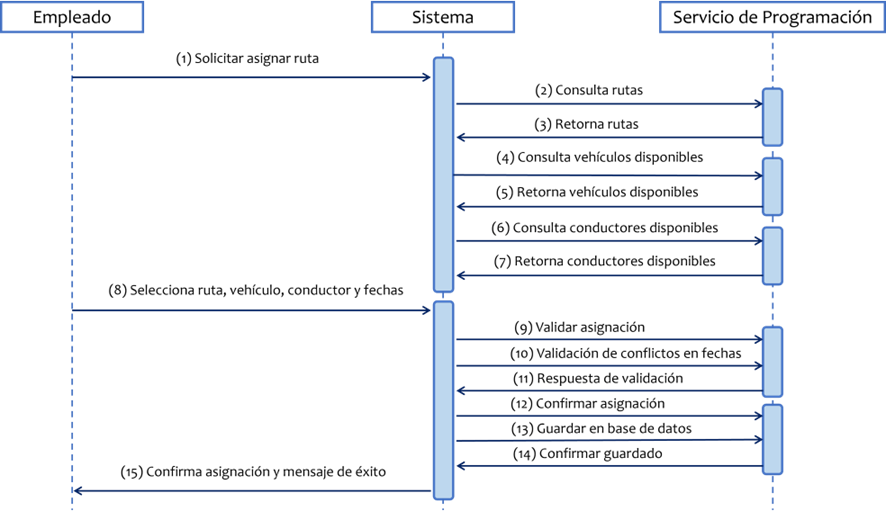 Empleado
Sistema
Servicio de Programación
(1) Solicitar asignar ruta
(2) Consulta rutas
(3) Retorna rutas
(4) Consulta vehículos disponibles
(5) Retorna vehículos disponibles
(6) Consulta conductores disponibles
(7) Retorna conductores disponibles
(8) Selecciona ruta, vehículo, conductor y fechas
(9) Validar asignación
(10) Validación de conflictos en fechas
(11) Respuesta de validación
(12) Confirmar asignación
(13) Guardar en base de datos
(14) Confirmar guardado
(15) Confirma asignación y mensaje de éxito